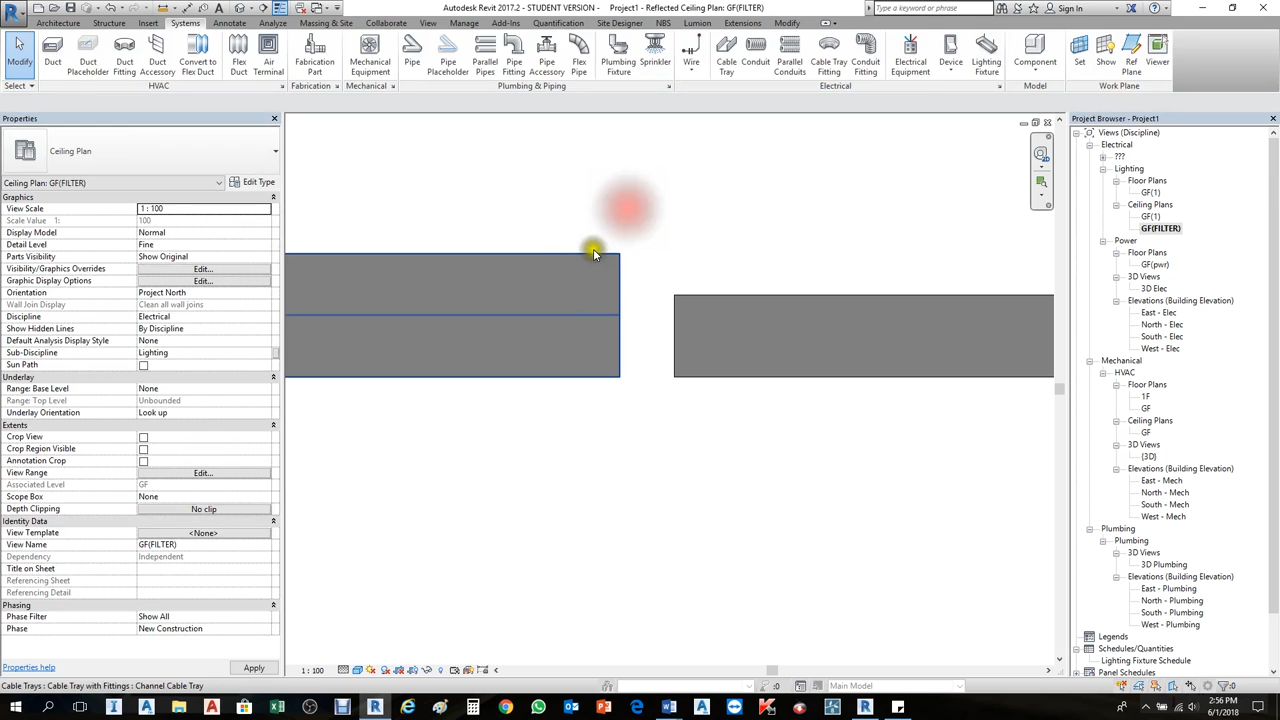 Autodesk Revit 2017.2 - STUDENT VERSION - Project1 - Reflected Ceiling Plan: GF(FILTER)
Type a keyword or phrase
Sign In
Architecture Structure Insert Systems Annotate Analyze Massing & Site Collaborate View Manage Add-Ins Quantification Site Designer NBS Lumion Extensions Modify
Modify
Duct
Duct Placeholder
Duct Fitting
Duct Accessory
Convert to Flex Duct
Flex Duct
Air Terminal
Fabrication Part
Mechanical Equipment
Pipe
Pipe Placeholder
Parallel Pipes
Pipe Fitting
Pipe Accessory
Flex Pipe
Plumbing Fixture
Sprinkler
Wire
Cable Tray
Conduit
Parallel Conduits
Cable Tray Fitting
Conduit Fitting
Electrical Equipment
Device
Lighting Fixture
Component
Set
Show
Ref Plane
Viewer
Select HVAC Fabrication Mechanical Plumbing & Piping Electrical Model Work Plane
Properties
Ceiling Plan
Ceiling Plan: GF(FILTER) Edit Type
Graphics
View Scale 1 : 100
Scale Value 1: 100
Display Model Normal
Detail Level Fine
Parts Visibility Show Original
Visibility/Graphics Overrides Edit...
Graphic Display Options Edit...
Orientation Project North
Wall Join Display Clean all wall joins
Discipline Electrical
Show Hidden Lines By Discipline
Default Analysis Display Style None
Sub-Discipline Lighting
Sun Path
Underlay
Range: Base Level None
Range: Top Level Unbounded
Underlay Orientation Look up
Extents
Crop View
Crop Region Visible
Annotation Crop
View Range Edit...
Associated Level GF
Scope Box None
Depth Clipping No clip
Identity Data
View Template <None>
View Name GF(FILTER)
Dependency Independent
Title on Sheet
Referencing Sheet
Referencing Detail
Phasing
Phase Filter Show All
Phase New Construction
Properties help Apply
Project Browser - Project1
Views (Discipline)
Electrical
???
Lighting
Floor Plans
GF(1)
Ceiling Plans
GF(1)
GF(FILTER)
Power
Floor Plans
GF(pwr)
3D Views
3D Elec
Elevations (Building Elevation)
East - Elec
North - Elec
South - Elec
West - Elec
Mechanical
HVAC
Floor Plans
1F
GF
Ceiling Plans
GF
3D Views
{3D}
Elevations (Building Elevation)
East - Mech
North - Mech
South - Mech
West - Mech
Plumbing
Plumbing
3D Views
3D Plumbing
Elevations (Building Elevation)
East - Plumbing
North - Plumbing
South - Plumbing
West - Plumbing
Legends
Schedules/Quantities
Lighting Fixture Schedule
Panel Schedules
1 : 100
Cable Trays : Cable Tray with Fittings : Channel Cable Tray
:0
Main Model
:0
2:56 PM
6/1/2018